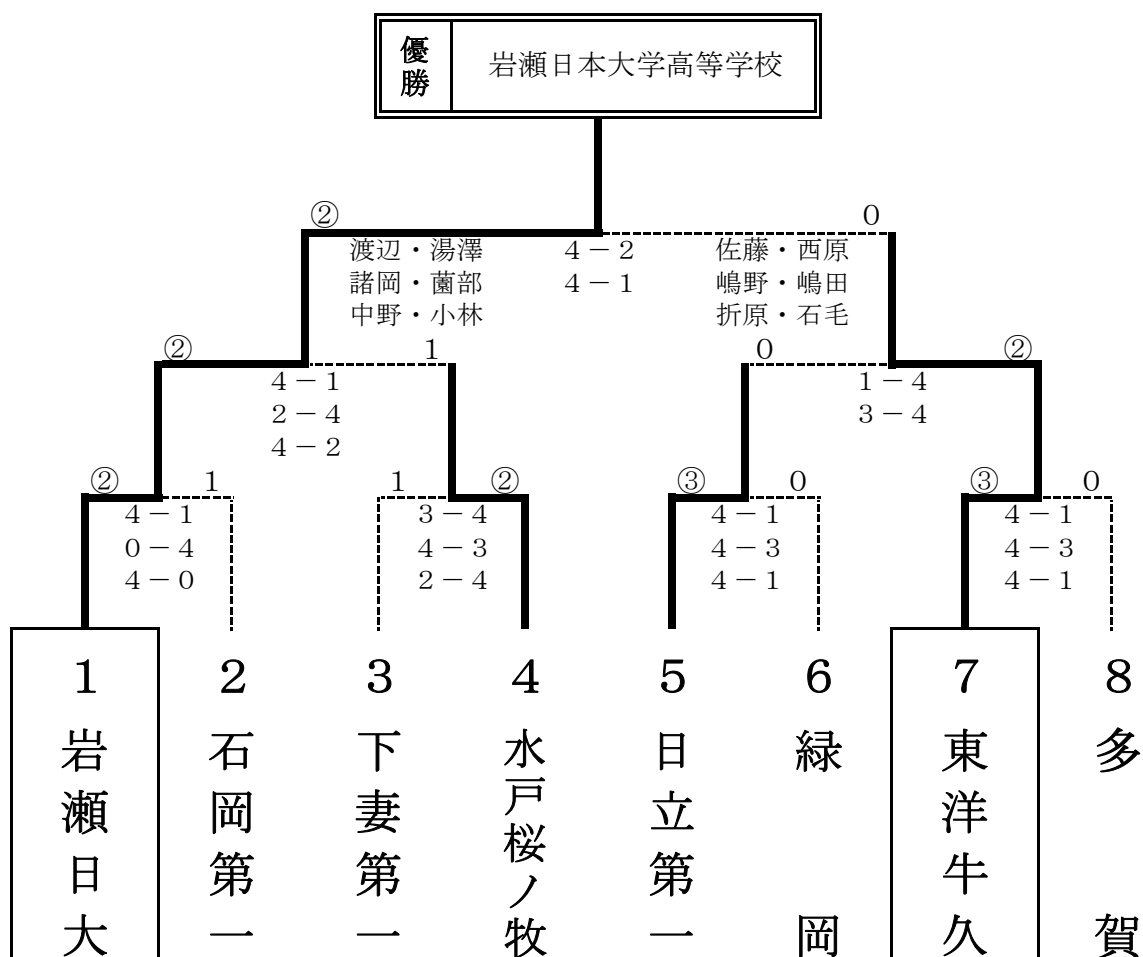 優勝
岩瀬日本大学高等学校
② 0
渡辺・湯澤 4－2 佐藤・西原
諸岡・薗部 4－1 嶋野・嶋田
中野・小林 折原・石毛
② 1 0 ②
4－1 1－4
2－4 3－4
4－2
② 1 1 ② ③ 0 ③ 0
4－1 3－4 4－1 4－1
0－4 4－3 4－3 4－3
4－0 2－4 4－1 4－1
1 2 3 4 5 6 7 8
岩瀬日大
石岡第一
下妻第一
水戸桜ノ牧
日立第一
緑岡
東洋牛久
多賀